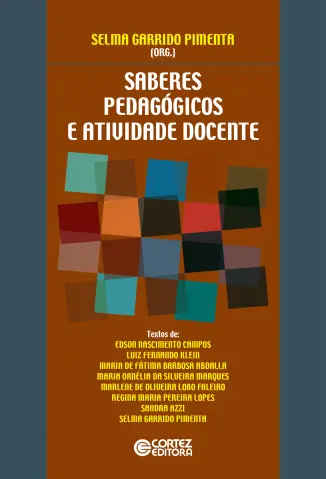 SELMA GARRIDO PIMENTA
(ORG.)
SABERES
PEDAGÓGICOS
E ATIVIDADE DOCENTE
Textos de:
EDSON NASCIMENTO CAMPOS
LUIZ FERNANDO KLEIN
MARIA DE FÁTIMA BARBOSA ABDALLA
MARIA ORNÉLIA DA SILVEIRA MARQUES
MARLENE DE OLIVEIRA LOBO FALEIRO
REGINA MARIA PEREIRA LOPES
SANDRA AZZI
SELMA GARRIDO PIMENTA
CORTEZ
EDITORA